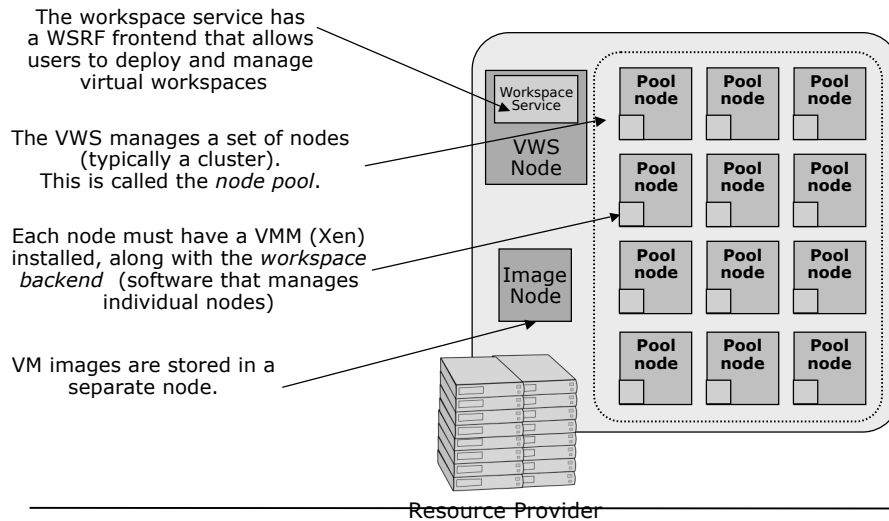 The workspace service has
a WSRF frontend that allows
users to deploy and manage
virtual workspaces
The VWS manages a set of nodes
(typically a cluster).
This is called the node pool.
Each node must have a VMM (Xen)
installed, along with the workspace
backend (software that manages
individual nodes)
VM images are stored in a
separate node.
Workspace
Service
VWS
Node
Image
Node
Pool
node
Pool
node
Pool
node
Pool
node
Pool
node
Pool
node
Pool
node
Pool
node
Pool
node
Pool
node
Pool
node
Pool
node
Resource Provider